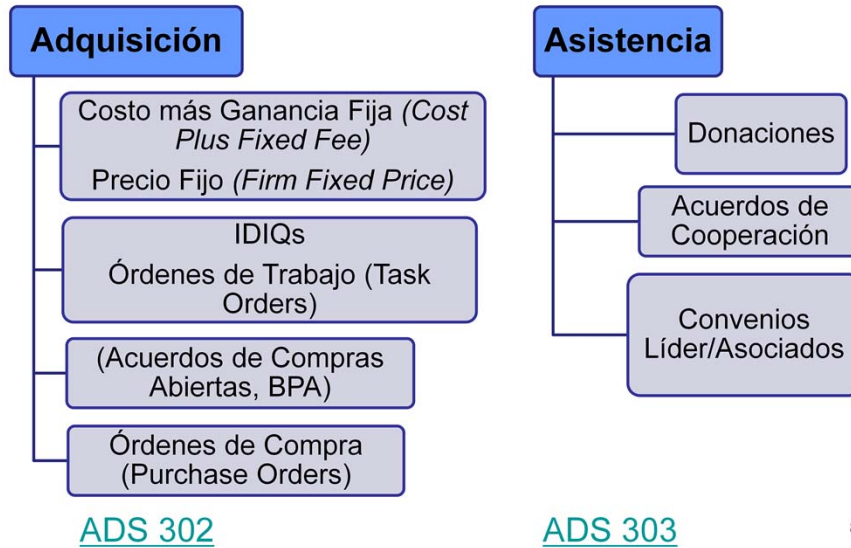 Adquisición
Costo más Ganancia Fija (Cost
Plus Fixed Fee)
Precio Fijo (Firm Fixed Price)
IDIQs
Órdenes de Trabajo (Task
Orders)
(Acuerdos de Compras
Abiertas, BPA)
Órdenes de Compra
(Purchase Orders)
ADS 302
Asistencia
Donaciones
Acuerdos de
Cooperación
Convenios
Líder/Asociados
ADS 303